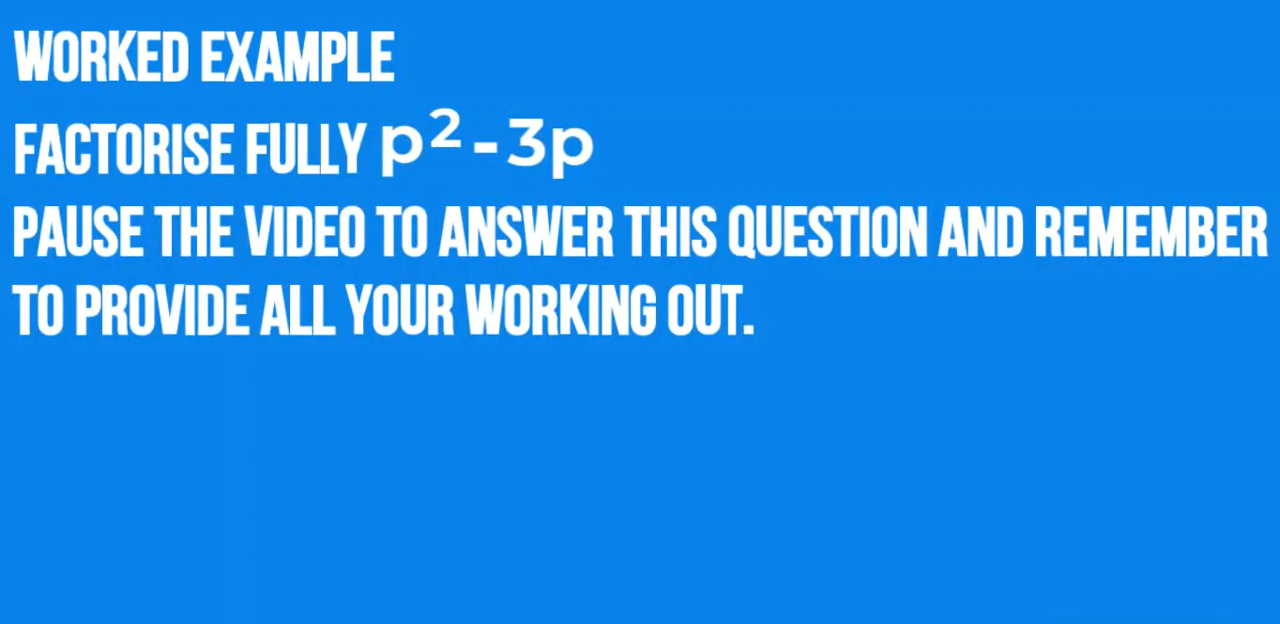 WORKED EXAMPLE
FACTORISE FULLY p² - 3p
PAUSE THE VIDEO TO ANSWER THIS QUESTION AND REMEMBER
TO PROVIDE ALL YOUR WORKING OUT.